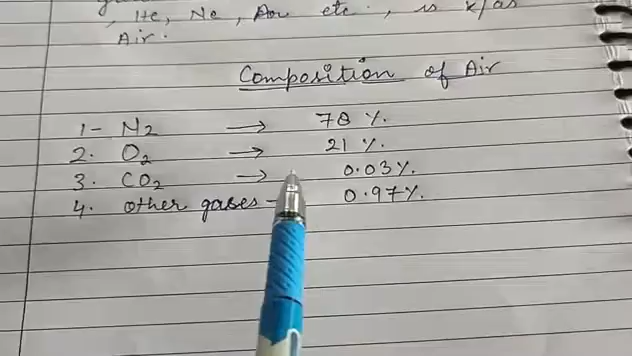 , He, Ne, Ar etc., is k/as
Air.
Composition of Air
1- N2 → 78 %.
2. O2 → 21 %.
3. CO2 → 0.03%.
4. other gases - 0.97%.